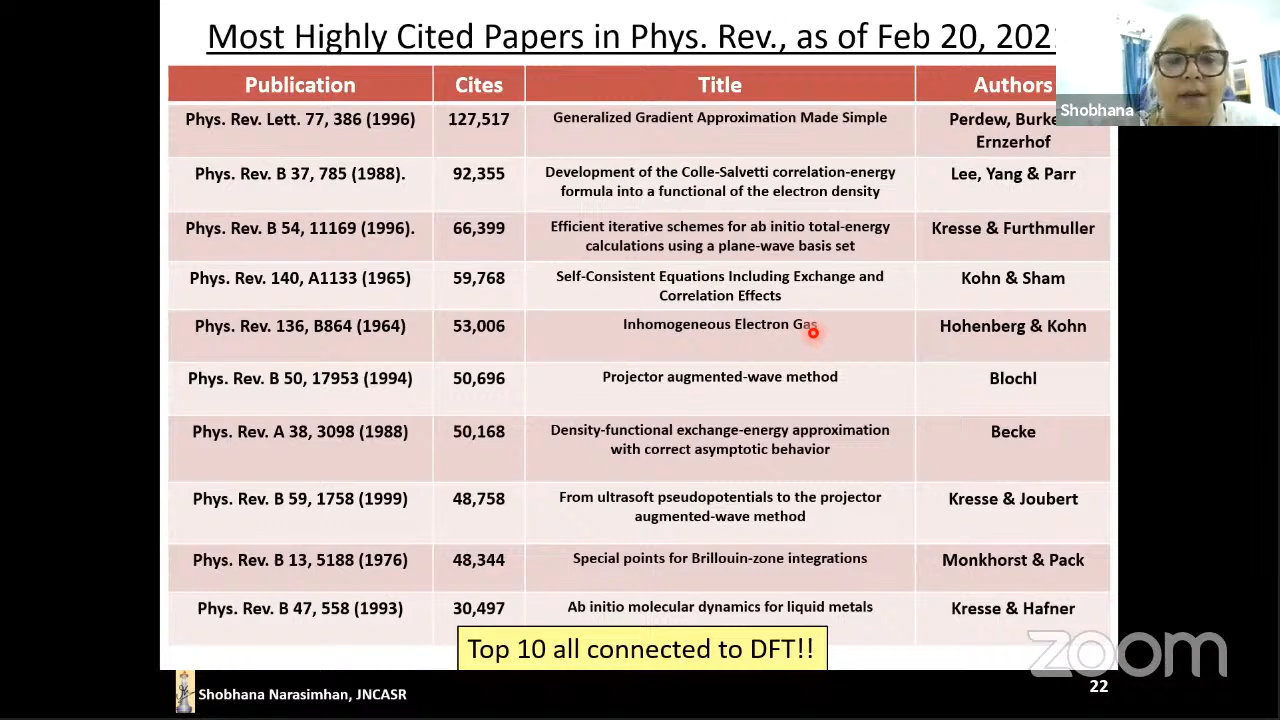 Most Highly Cited Papers in Phys. Rev., as of Feb 20, 202
Publication Cites Title Authors
Shobhana
Phys. Rev. Lett. 77, 386 (1996) 127,517 Generalized Gradient Approximation Made Simple Perdew, Burke
Ernzerhof
Phys. Rev. B 37, 785 (1988). 92,355 Development of the Colle-Salvetti correlation-energy Lee, Yang & Parr
formula into a functional of the electron density
Phys. Rev. B 54, 11169 (1996). 66,399 Efficient iterative schemes for ab initio total-energy Kresse & Furthmuller
calculations using a plane-wave basis set
Phys. Rev. 140, A1133 (1965) 59,768 Self-Consistent Equations Including Exchange and Kohn & Sham
Correlation Effects
Phys. Rev. 136, B864 (1964) 53,006 Inhomogeneous Electron Gas Hohenberg & Kohn
Phys. Rev. B 50, 17953 (1994) 50,696 Projector augmented-wave method Blochl
Phys. Rev. A 38, 3098 (1988) 50,168 Density-functional exchange-energy approximation Becke
with correct asymptotic behavior
Phys. Rev. B 59, 1758 (1999) 48,758 From ultrasoft pseudopotentials to the projector Kresse & Joubert
augmented-wave method
Phys. Rev. B 13, 5188 (1976) 48,344 Special points for Brillouin-zone integrations Monkhorst & Pack
Phys. Rev. B 47, 558 (1993) 30,497 Ab initio molecular dynamics for liquid metals Kresse & Hafner
Top 10 all connected to DFT!!
zoom
Shobhana Narasimhan, JNCASR 22